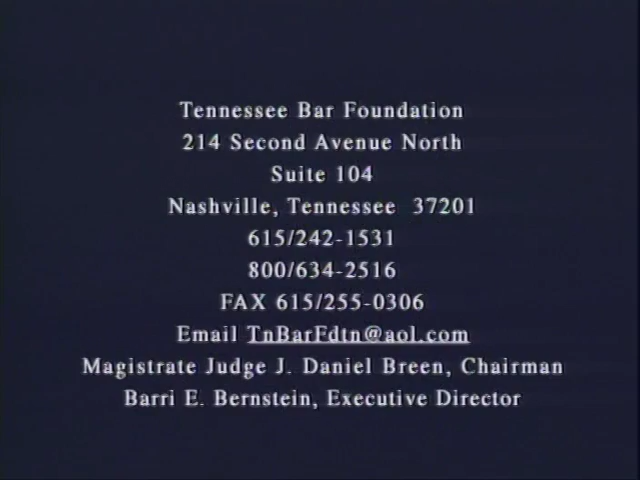 Tennessee Bar Foundation
214 Second Avenue North
Suite 104
Nashville, Tennessee  37201
615/242-1531
800/634-2516
FAX 615/255-0306
Email TnBarFdtn@aol.com
Magistrate Judge J. Daniel Breen, Chairman
Barri E. Bernstein, Executive Director